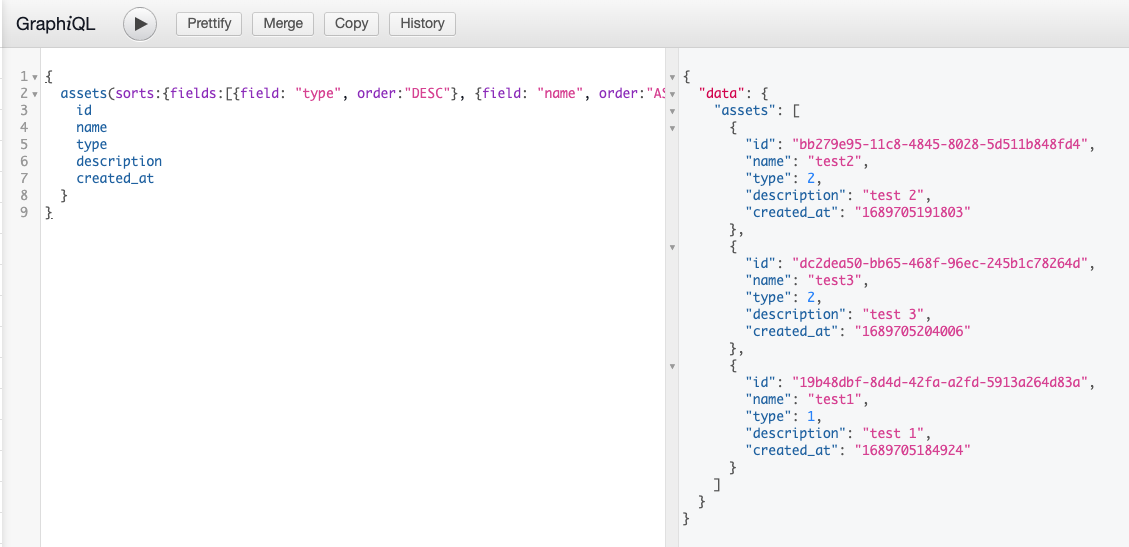 GraphiQL Prettify Merge Copy History
1 {
2 assets(sorts:{fields:[{field: "type", order:"DESC"}, {field: "name", order:"AS
3 id
4 name
5 type
6 description
7 created_at
8 }
9 }
{
"data": {
"assets": [
{
"id": "bb279e95-11c8-4845-8028-5d511b848fd4",
"name": "test2",
"type": 2,
"description": "test 2",
"created_at": "1689705191803"
},
{
"id": "dc2dea50-bb65-468f-96ec-245b1c78264d",
"name": "test3",
"type": 2,
"description": "test 3",
"created_at": "1689705204006"
},
{
"id": "19b48dbf-8d4d-42fa-a2fd-5913a264d83a",
"name": "test1",
"type": 1,
"description": "test 1",
"created_at": "1689705184924"
}
]
}
}